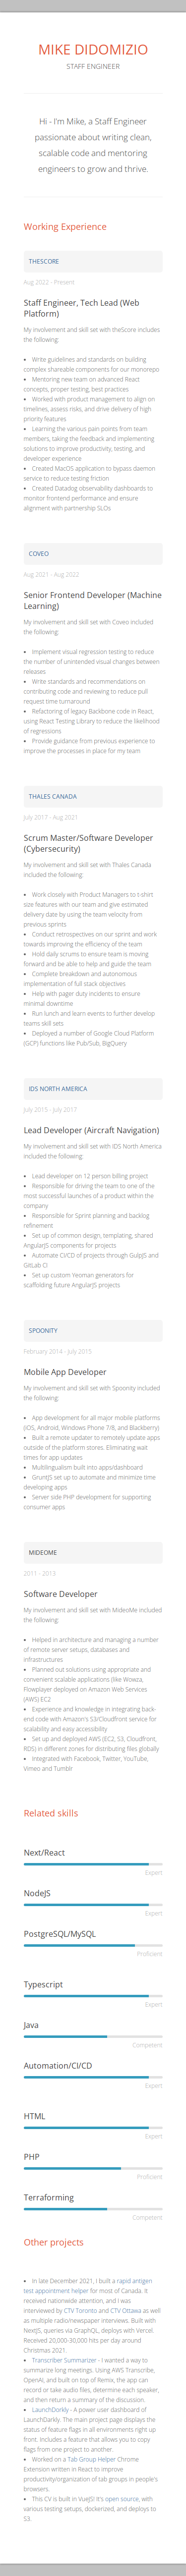 MIKE DIDOMIZIO
STAFF ENGINEER
Hi - I'm Mike, a Staff Engineer
passionate about writing clean,
scalable code and mentoring
engineers to grow and thrive.
Working Experience
THESCORE
Aug 2022 - Present
Staff Engineer, Tech Lead (Web
Platform)
My involvement and skill set with theScore includes
the following:
• Write guidelines and standards on building
complex shareable components for our monorepo
• Mentoring new team on advanced React
concepts, proper testing, best practices
• Worked with product management to align on
timelines, assess risks, and drive delivery of high
priority features
• Learning the various pain points from team
members, taking the feedback and implementing
solutions to improve productivity, testing, and
developer experience
• Created MacOS application to bypass daemon
service to reduce testing friction
• Created Datadog observability dashboards to
monitor frontend performance and ensure
alignment with partnership SLOs
COVEO
Aug 2021 - Aug 2022
Senior Frontend Developer (Machine
Learning)
My involvement and skill set with Coveo included
the following:
• Implement visual regression testing to reduce
the number of unintended visual changes between
releases
• Write standards and recommendations on
contributing code and reviewing to reduce pull
request time turnaround
• Refactoring of legacy Backbone code in React,
using React Testing Library to reduce the likelihood
of regressions
• Provide guidance from previous experience to
improve the processes in place for my team
THALES CANADA
July 2017 - Aug 2021
Scrum Master/Software Developer
(Cybersecurity)
My involvement and skill set with Thales Canada
included the following:
• Work closely with Product Managers to t-shirt
size features with our team and give estimated
delivery date by using the team velocity from
previous sprints
• Conduct retrospectives on our sprint and work
towards improving the efficiency of the team
• Hold daily scrums to ensure team is moving
forward and be able to help and guide the team
• Complete breakdown and autonomous
implementation of full stack objectives
• Help with pager duty incidents to ensure
minimal downtime
• Run lunch and learn events to further develop
teams skill sets
• Deployed a number of Google Cloud Platform
(GCP) functions like Pub/Sub, BigQuery
IDS NORTH AMERICA
July 2015 - July 2017
Lead Developer (Aircraft Navigation)
My involvement and skill set with IDS North America
included the following:
• Lead developer on 12 person billing project
• Responsible for driving the team to one of the
most successful launches of a product within the
company
• Responsible for Sprint planning and backlog
refinement
• Set up of common design, templating, shared
AngularJS components for projects
• Automate CI/CD of projects through GulpJS and
GitLab CI
• Set up custom Yeoman generators for
scaffolding future AngularJS projects
SPOONITY
February 2014 - July 2015
Mobile App Developer
My involvement and skill set with Spoonity included
the following:
• App development for all major mobile platforms
(iOS, Android, Windows Phone 7/8, and BlackBerry)
• Built a remote updater to remotely update apps
outside of the platform stores. Eliminating wait
times for app updates
• Multilingualism built into apps/dashboard
• GruntJS set up to automate and minimize time
developing apps
• Server side PHP development for supporting
consumer apps
MIDEOME
2011 - 2013
Software Developer
My involvement and skill set with MideoMe included
the following:
• Helped in architecture and managing a number
of remote server setups, databases and
infrastructures
• Planned out solutions using appropriate and
convenient scalable applications (like Wowza,
Flowplayer deployed on Amazon Web Services
(AWS) EC2
• Experience and knowledge in integrating back-
end code with Amazon's S3/Cloudfront service for
scalability and easy accessibility
• Set up and deployed AWS (EC2, S3, Cloudfront,
RDS) in different zones for distributing files globally
• Integrated with Facebook, Twitter, YouTube,
Vimeo and Tumblr
Related skills
Next/React
Expert
NodeJS
Expert
PostgreSQL/MySQL
Proficient
Typescript
Expert
Java
Competent
Automation/CI/CD
Expert
HTML
Expert
PHP
Proficient
Terraforming
Competent
Other projects
• In late December 2021, I built a rapid antigen
test appointment helper for most of Canada. It
received nationwide attention, and I was
interviewed by CTV Toronto and CTV Ottawa as well
as multiple radio/newspaper interviews. Built with
NextJS, queries via GraphQL, deploys with Vercel.
Received 20,000-30,000 hits per day around
Christmas 2021.
• Transcriber Summarizer - I wanted a way to
summarize long meetings. Using AWS Transcribe,
OpenAI, and built on top of Remix, the app can
record or take audio files, determine each speaker,
and then return a summary of the discussion.
• LaunchDarkly - A power user dashboard of
LaunchDarkly. The main project page displays the
status of feature flags in all environments right up
front. Includes a feature that allows you to copy
flags from one project to another.
• Worked on a Tab Group Helper Chrome
Extension written in React to improve
productivity/organization of tab groups in people's
browsers.
• This CV is built in VueJS! It's open source, with
various testing setups, dockerized, and deploys to
S3.